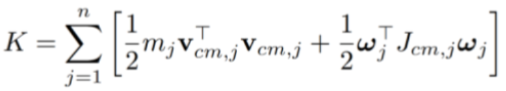 $K = \sum_{j=1}^{n} \left[ \frac{1}{2} m_j \mathbf{v}_{cm,j}^{\top} \mathbf{v}_{cm,j} + \frac{1}{2} \boldsymbol{\omega}_j^{\top} J_{cm,j} \boldsymbol{\omega}_j \right]$